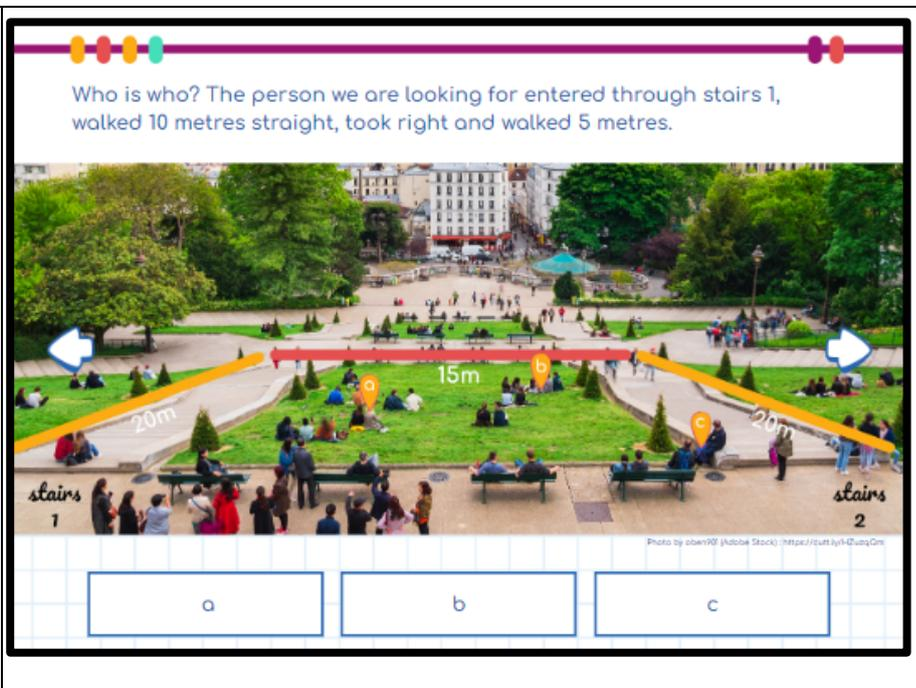 Who is who? The person we are looking for entered through stairs 1,
walked 10 metres straight, took right and walked 5 metres.
a
b
15m
20m
20m
c
stairs
1
stairs
2
a
b
c